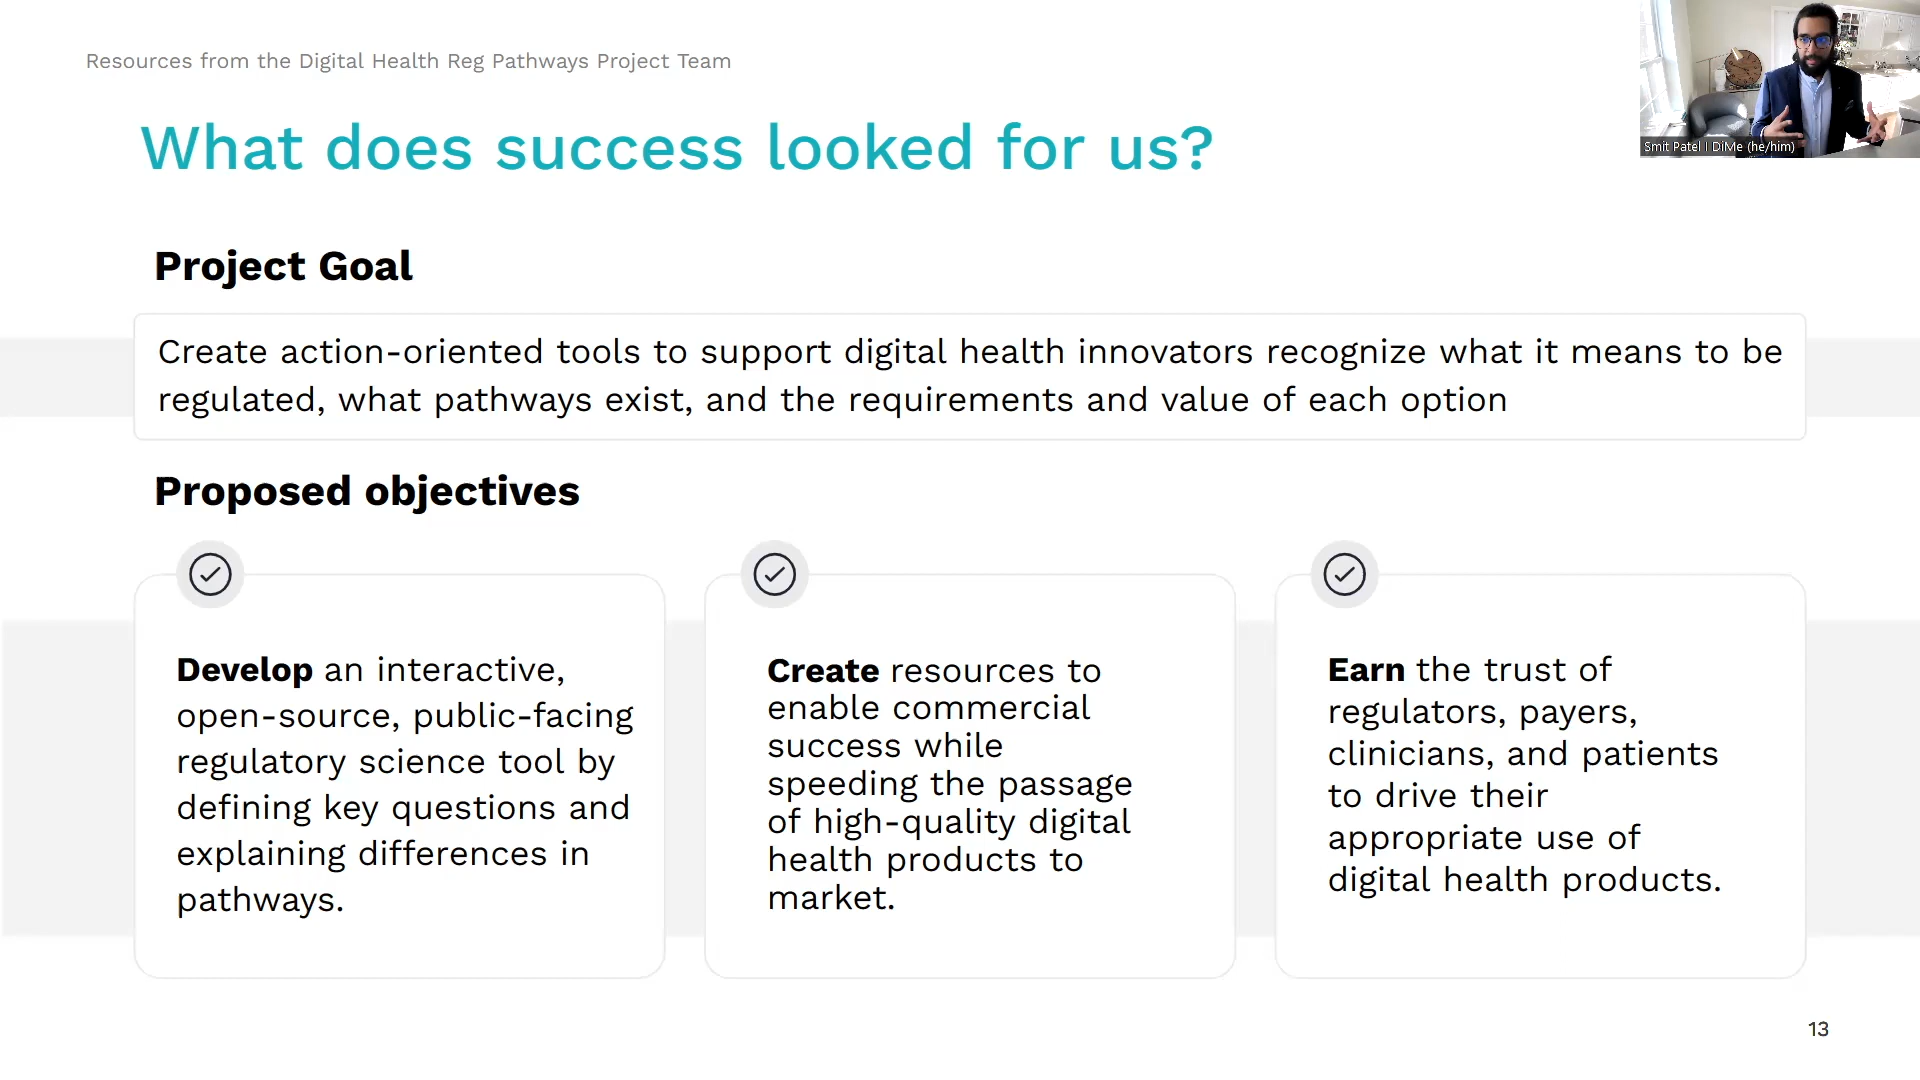 Resources from the Digital Health Reg Pathways Project Team
What does success looked for us?
Smit Patel | DiMe (he/him)
Project Goal
Create action-oriented tools to support digital health innovators recognize what it means to be
regulated, what pathways exist, and the requirements and value of each option
Proposed objectives
Develop an interactive,
open-source, public-facing
regulatory science tool by
defining key questions and
explaining differences in
pathways.
Create resources to
enable commercial
success while
speeding the passage
of high-quality digital
health products to
market.
Earn the trust of
regulators, payers,
clinicians, and patients
to drive their
appropriate use of
digital health products.
13